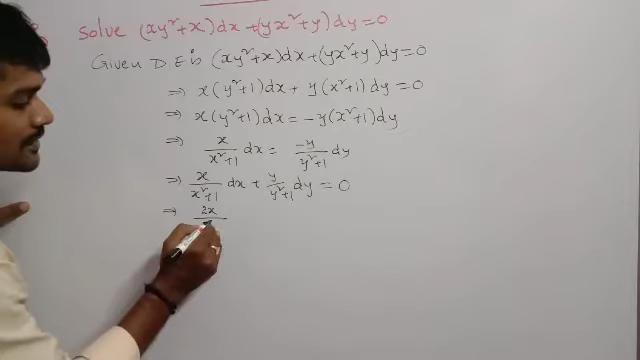 solve (xy²+x)dx+(yx²+y)dy=0
Given D E is (xy²+x)dx+(yx²+y)dy=0
⇒ x(y²+1)dx + y(x²+1)dy=0
⇒ x(y²+1)dx = -y(x²+1)dy
⇒ x/(x²+1) dx = -y/(y²+1) dy
⇒ x/(x²+1) dx + y/(y²+1) dy = 0
⇒ 2x